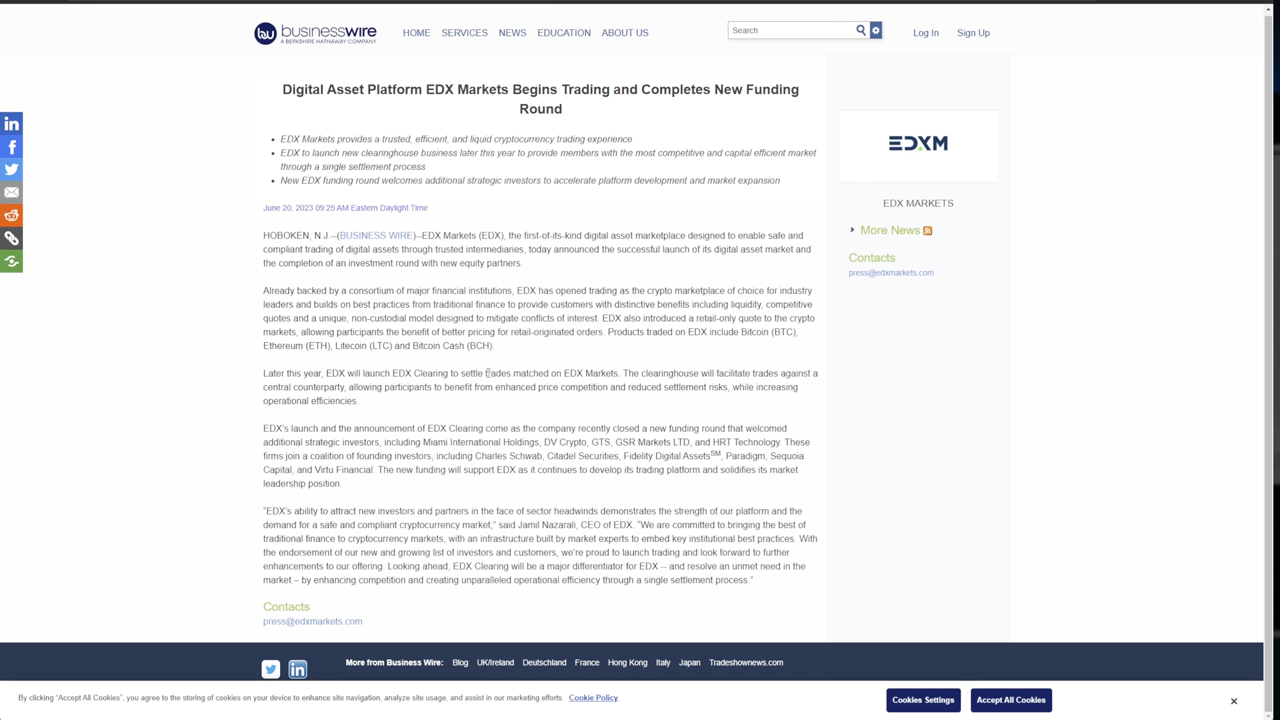 businesswire
A BERKSHIRE HATHAWAY COMPANY
HOME SERVICES NEWS EDUCATION ABOUT US
Search
Log In Sign Up
Digital Asset Platform EDX Markets Begins Trading and Completes New Funding
Round
• EDX Markets provides a trusted, efficient, and liquid cryptocurrency trading experience
• EDX to launch new clearinghouse business later this year to provide members with the most competitive and capital efficient market
through a single settlement process
• New EDX funding round welcomes additional strategic investors to accelerate platform development and market expansion
June 20, 2023 09:25 AM Eastern Daylight Time
HOBOKEN, N.J.--(BUSINESS WIRE)--EDX Markets (EDX), the first-of-its-kind digital asset marketplace designed to enable safe and
compliant trading of digital assets through trusted intermediaries, today announced the successful launch of its digital asset market and
the completion of an investment round with new equity partners.
Already backed by a consortium of major financial institutions, EDX has opened trading as the crypto marketplace of choice for industry
leaders and builds on best practices from traditional finance to provide customers with distinctive benefits including liquidity, competitive
quotes and a unique, non-custodial model designed to mitigate conflicts of interest. EDX also introduced a retail-only quote to the crypto
markets, allowing participants the benefit of better pricing for retail-originated orders. Products traded on EDX include Bitcoin (BTC),
Ethereum (ETH), Litecoin (LTC) and Bitcoin Cash (BCH).
Later this year, EDX will launch EDX Clearing to settle trades matched on EDX Markets. The clearinghouse will facilitate trades against a
central counterparty, allowing participants to benefit from enhanced price competition and reduced settlement risks, while increasing
operational efficiencies.
EDX's launch and the announcement of EDX Clearing come as the company recently closed a new funding round that welcomed
additional strategic investors, including Miami International Holdings, DV Crypto, GTS, GSR Markets LTD, and HRT Technology. These
firms join a coalition of founding investors, including Charles Schwab, Citadel Securities, Fidelity Digital AssetsSM, Paradigm, Sequoia
Capital, and Virtu Financial. The new funding will support EDX as it continues to develop its trading platform and solidifies its market
leadership position.
"EDX's ability to attract new investors and partners in the face of sector headwinds demonstrates the strength of our platform and the
demand for a safe and compliant cryptocurrency market," said Jamil Nazarali, CEO of EDX. "We are committed to bringing the best of
traditional finance to cryptocurrency markets, with an infrastructure built by market experts to embed key institutional best practices. With
the endorsement of our new and growing list of investors and customers, we're proud to launch trading and look forward to further
enhancements to our offering. Looking ahead, EDX Clearing will be a major differentiator for EDX -- and resolve an unmet need in the
market – by enhancing competition and creating unparalleled operational efficiency through a single settlement process."
Contacts
press@edxmarkets.com
EDXM
EDX MARKETS
More News
Contacts
press@edxmarkets.com
More from Business Wire: Blog UK/Ireland Deutschland France Hong Kong Italy Japan Tradeshownews.com
By clicking "Accept All Cookies", you agree to the storing of cookies on your device to enhance site navigation, analyze site usage, and assist in our marketing efforts. Cookie Policy
Cookies Settings
Accept All Cookies